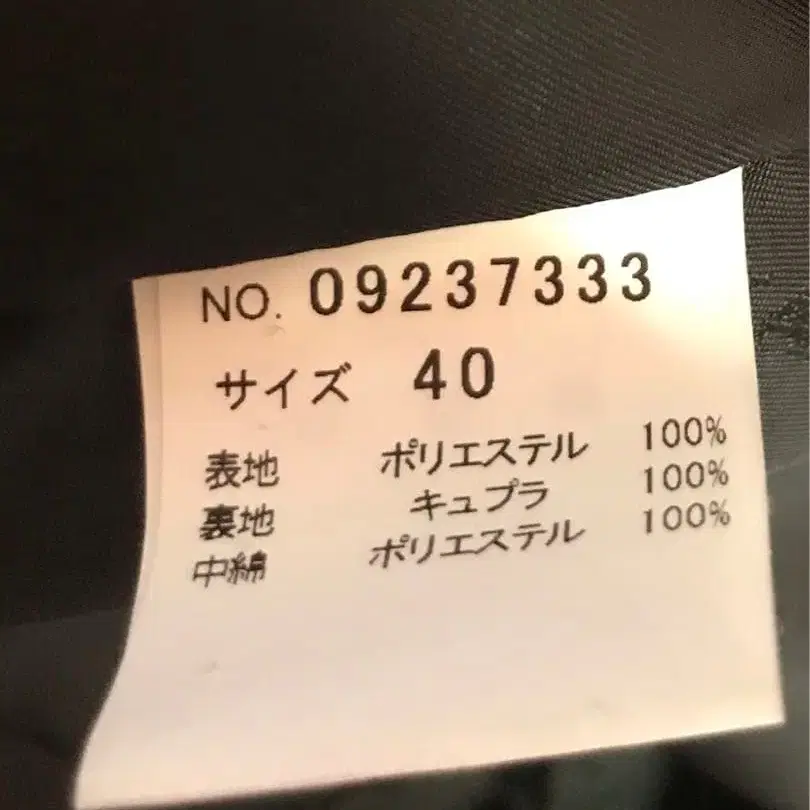 NO. 09237333
サイズ 40
表地 ポリエステル 100%
裏地 キュプラ 100%
中綿 ポリエステル 100%